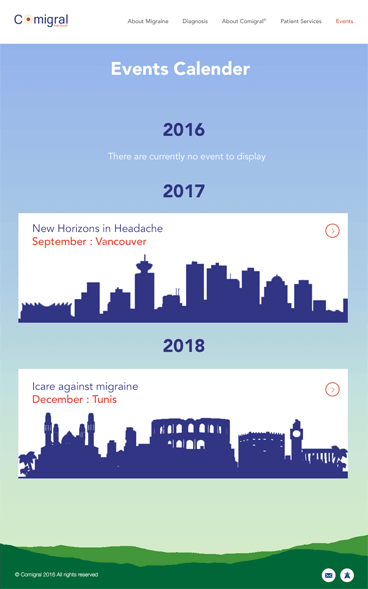 Comigral
About Migraine
Diagnosis
About Comigral®
Patient Services
Events
Events Calender
2016
There are currently no event to display
2017
New Horizons in Headache
September : Vancouver
2018
Icare against migraine
December : Tunis
© Comigral 2016 All rights reserved